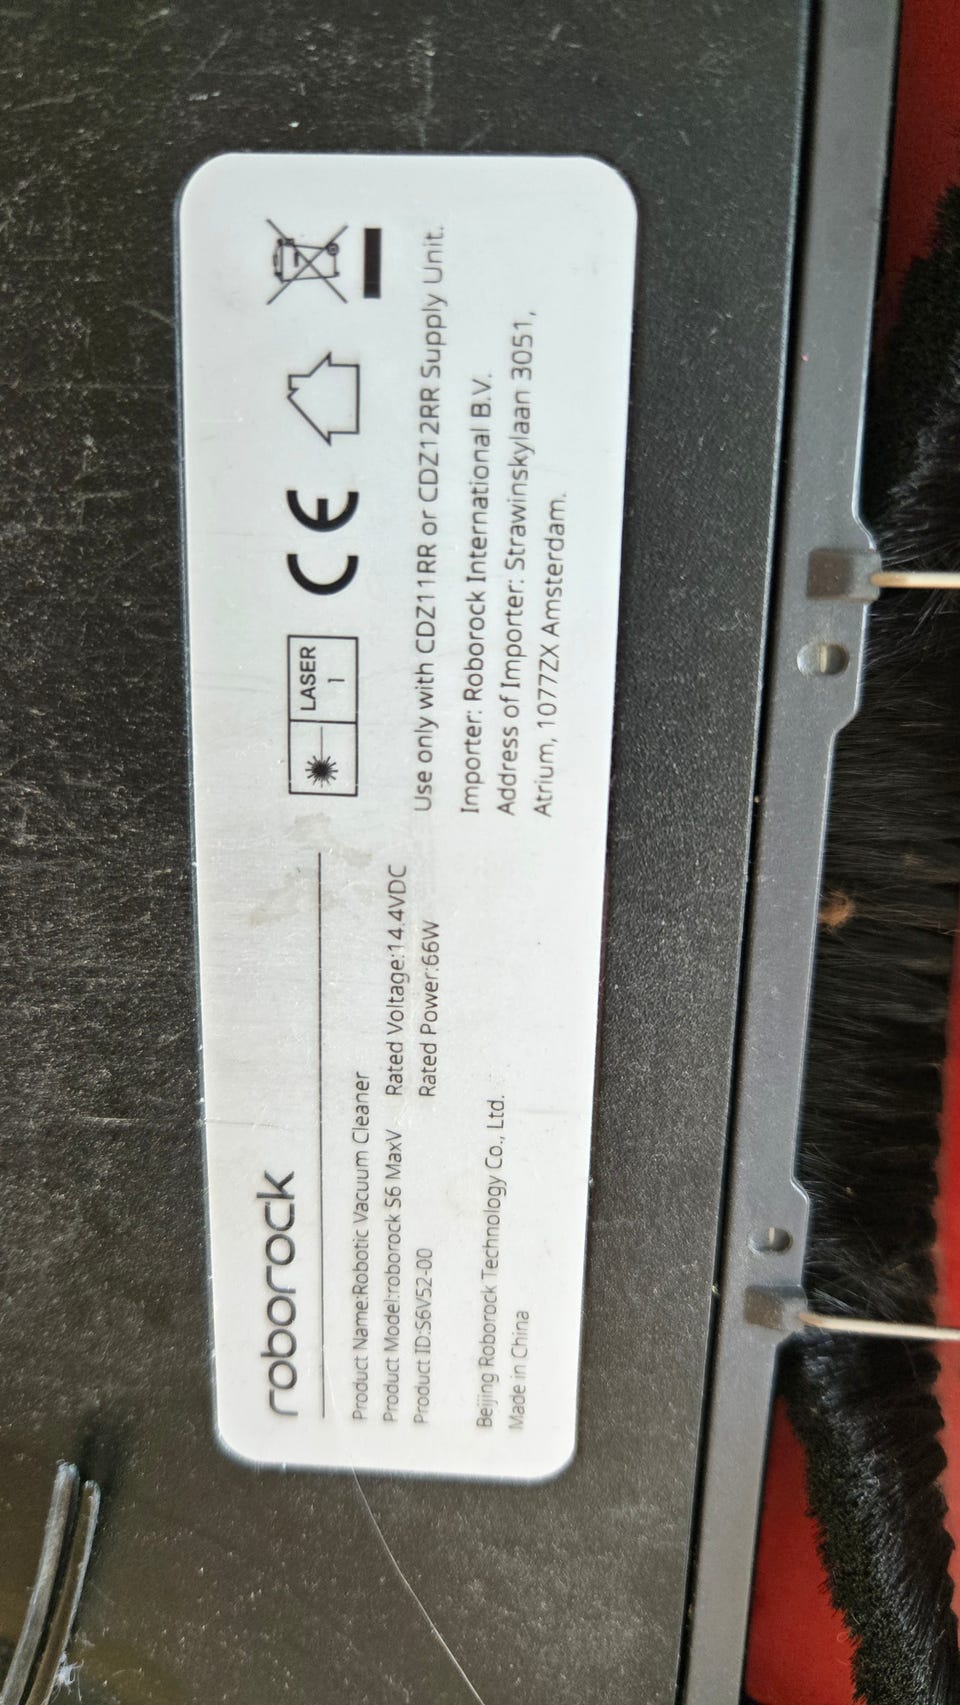 roborock
Product Name:Robotic Vacuum Cleaner
Product Model:roborock S6 MaxV
Product ID:S6V52-00
Rated Voltage:14.4VDC
Rated Power:66W
Beijing Roborock Technology Co., Ltd.
Made in China
LASER
1
CE
Use only with CDZ11RR or CDZ12RR Supply Unit.
Importer: Roborock International B.V.
Address of Importer: Strawinskylaan 3051,
Atrium, 1077ZX Amsterdam.